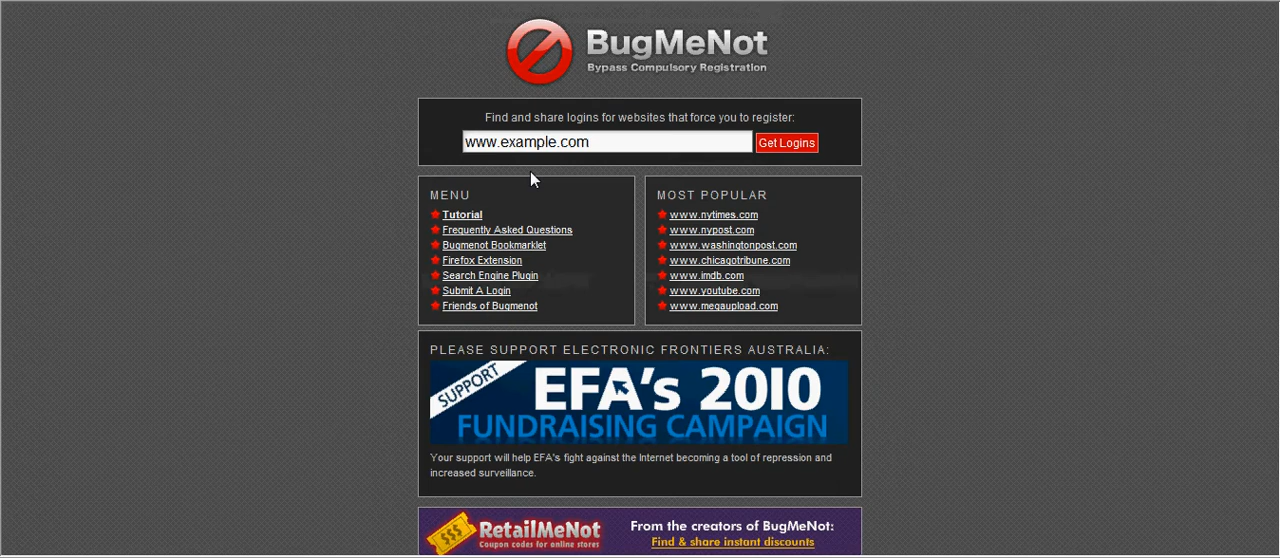 BugMeNot
Bypass Compulsory Registration
Find and share logins for websites that force you to register:
www.example.com
Get Logins
MENU
Tutorial
Frequently Asked Questions
Bugmenot Bookmarklet
Firefox Extension
Search Engine Plugin
Submit A Login
Friends of Bugmenot
MOST POPULAR
www.nytimes.com
www.nypost.com
www.washingtonpost.com
www.chicagotribune.com
www.imdb.com
www.youtube.com
www.megaupload.com
PLEASE SUPPORT ELECTRONIC FRONTIERS AUSTRALIA:
SUPPORT
EFA's 2010
FUNDRAISING CAMPAIGN
Your support will help EFA's fight against the Internet becoming a tool of repression and
increased surveillance.
$$$
RetailMeNot
Coupon codes for online stores
From the creators of BugMeNot:
Find & share instant discounts